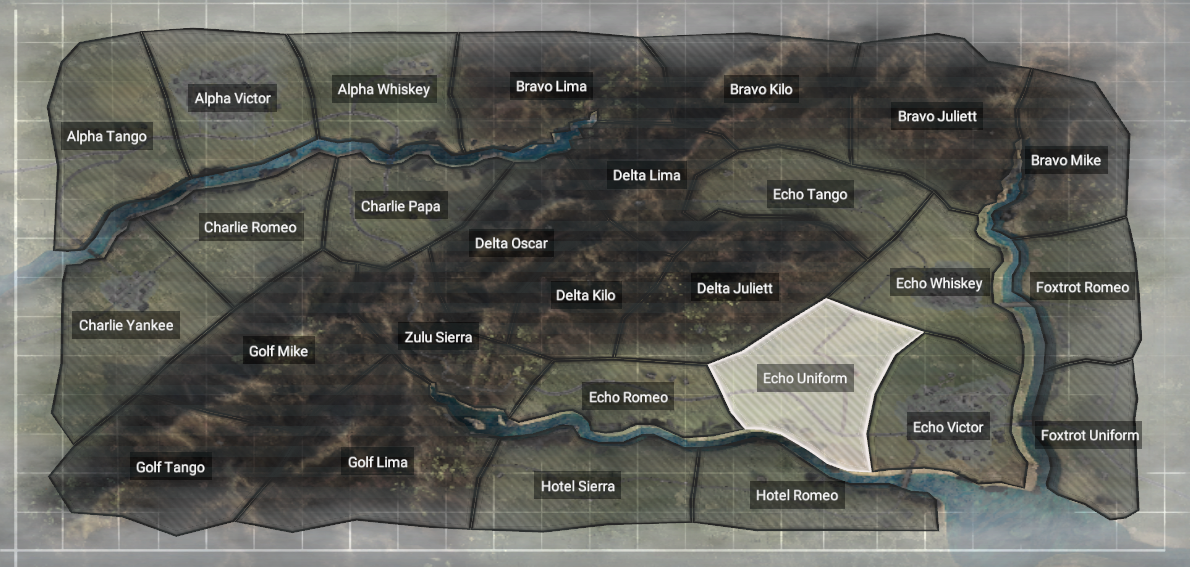 Bravo Lima
Bravo Kilo
Alpha Whiskey
Alpha Victor
Bravo Juliett
Alpha Tango
Bravo Mike
Delta Lima
Echo Tango
Charlie Papa
Charlie Romeo
Delta Oscar
Echo Whiskey
Foxtrot Romeo
Delta Juliett
Delta Kilo
Charlie Yankee
Zulu Sierra
Golf Mike
Echo Uniform
Echo Romeo
Echo Victor
Foxtrot Uniform
Golf Lima
Golf Tango
Hotel Sierra
Hotel Romeo